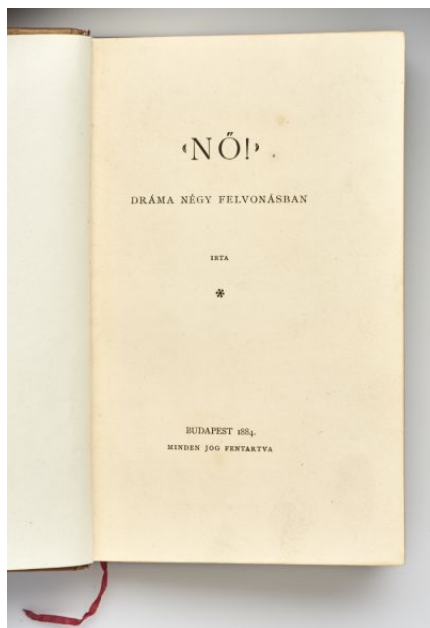 ‹NŐ!›
DRÁMA NÉGY FELVONÁSBAN
IRTA
*
BUDAPEST 1884.
MINDEN JOG FENTARTVA